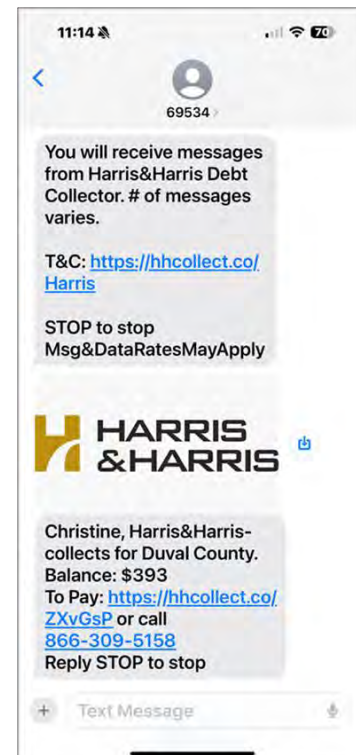 11:14
70
69534 >
You will receive messages
from Harris&Harris Debt
Collector. # of messages
varies.
T&C: https://hhcollect.co/
Harris
STOP to stop
Msg&DataRatesMayApply
HARRIS
&HARRIS
Christine, Harris&Harris-
collects for Duval County.
Balance: $393
To Pay: https://hhcollect.co/
ZXvGsP or call
866-309-5158
Reply STOP to stop
Text Message